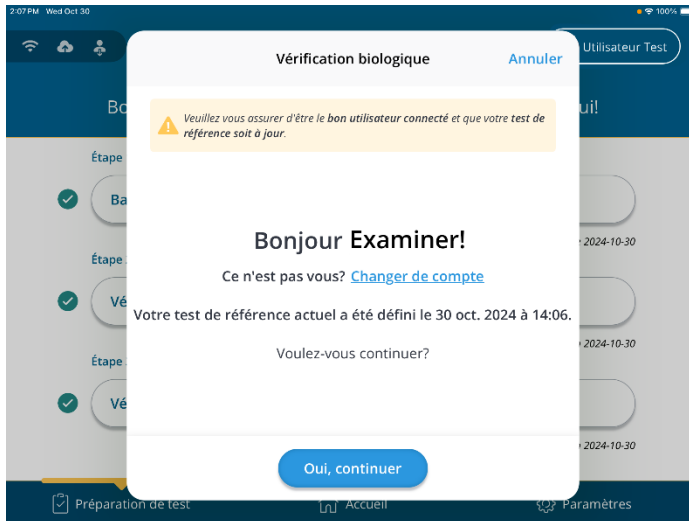 2:07 PM Wed Oct 30
100%
Utilisateur Test
Vérification biologique
Annuler
Bo
ui!
Veuillez vous assurer d'être le bon utilisateur connecté et que votre test de
référence soit à jour.
Étape
Ba
2024-10-30
Bonjour Examiner!
Ce n'est pas vous? Changer de compte
Étape
Vé
Votre test de référence actuel a été défini le 30 oct. 2024 à 14:06.
2024-10-30
Voulez-vous continuer?
Étape
Vé
2024-10-30
Oui, continuer
Préparation de test
Accueil
Paramètres